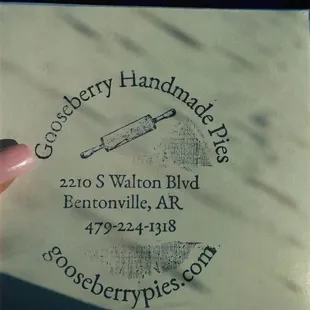 Gooseberry Handmade Pies
2210 S Walton Blvd
Bentonville, AR
479-224-1318
gooseberrypies.com